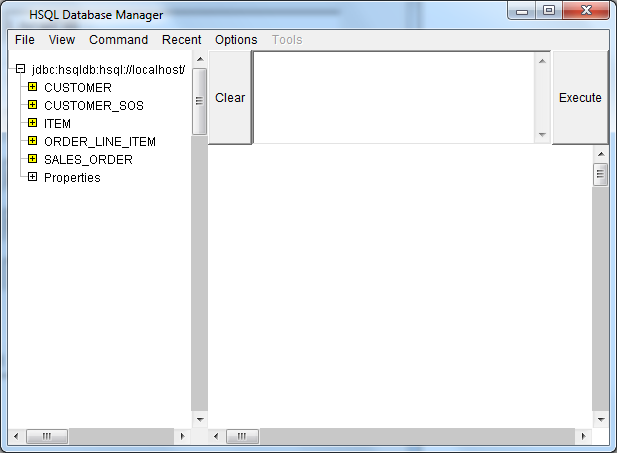 HSQL Database Manager
File View Command Recent Options Tools
jdbc:hsqldb:hsql://localhost/
CUSTOMER
CUSTOMER_SOS
ITEM
ORDER_LINE_ITEM
SALES_ORDER
Properties
Clear
Execute